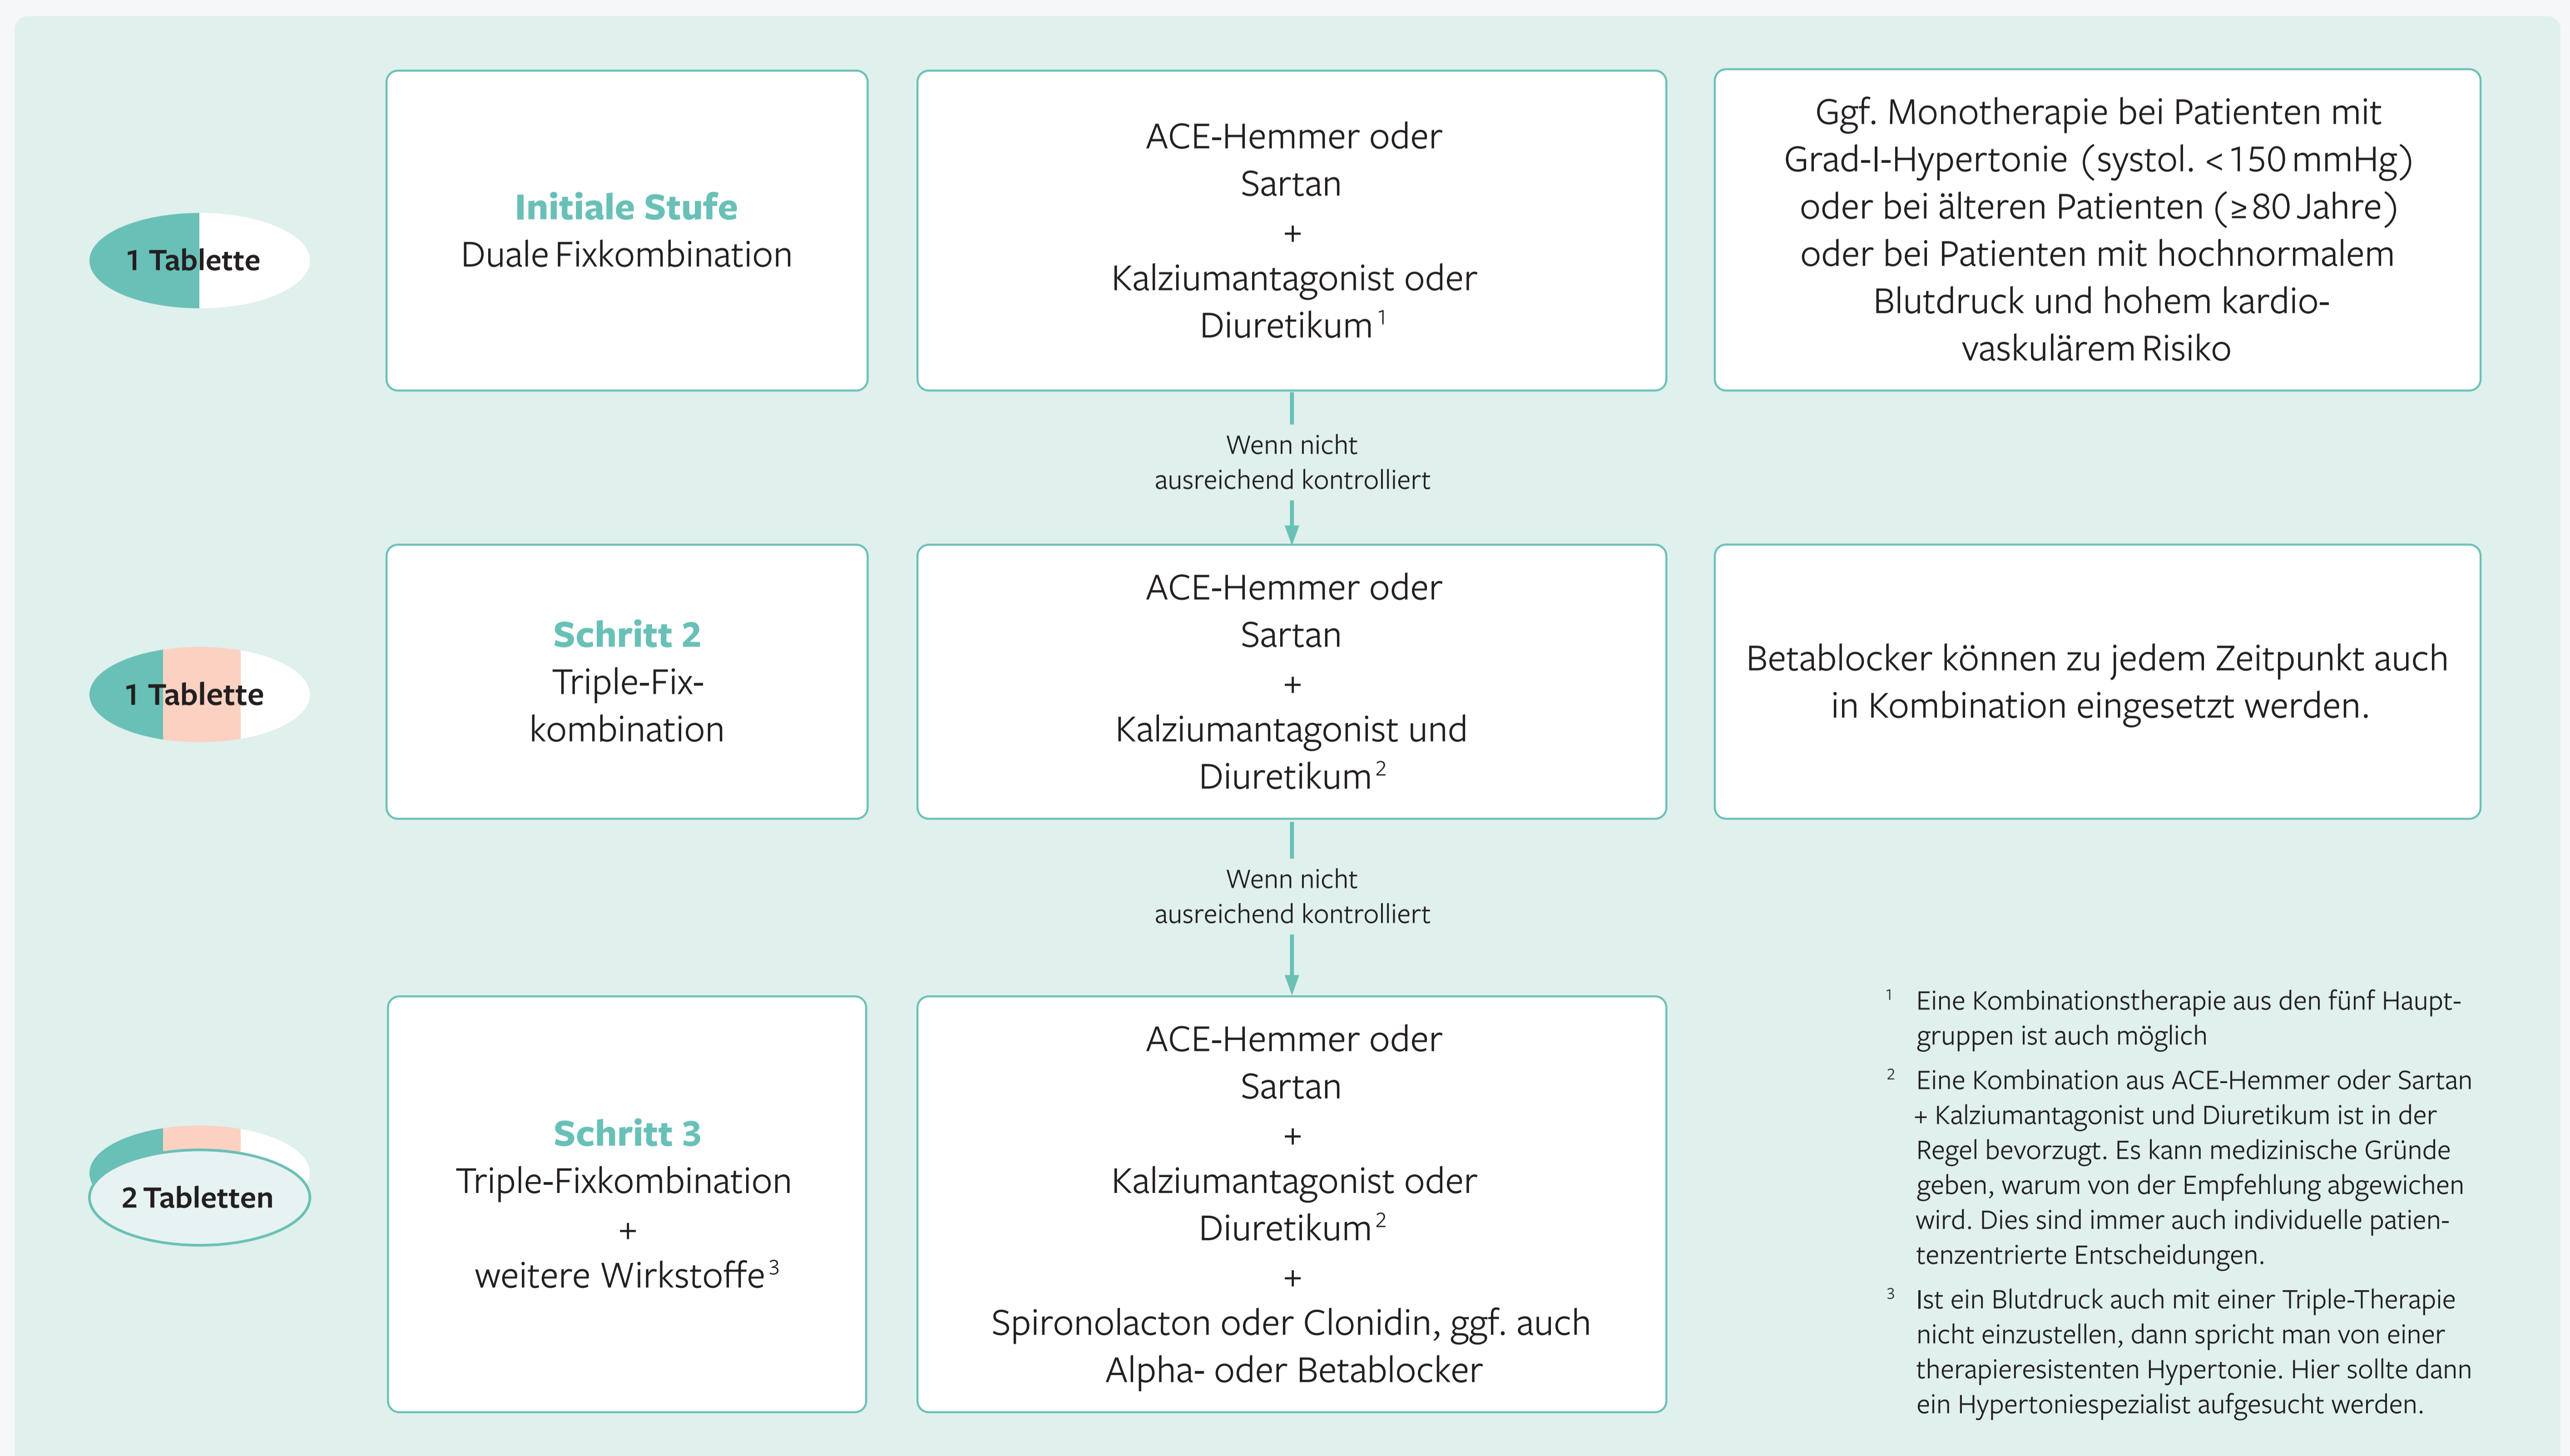 1 Tablette
Initiale Stufe
Duale Fixkombination
ACE-Hemmer oder
Sartan
+
Kalziumantagonist oder
Diuretikum¹
Ggf. Monotherapie bei Patienten mit
Grad-I-Hypertonie (systol. <150 mmHg)
oder bei älteren Patienten (≥80 Jahre)
oder bei Patienten mit hochnormalem
Blutdruck und hohem kardio-
vaskulärem Risiko
Wenn nicht
ausreichend kontrolliert
1 Tablette
Schritt 2
Triple-Fix-
kombination
ACE-Hemmer oder
Sartan
+
Kalziumantagonist und
Diuretikum²
Betablocker können zu jedem Zeitpunkt auch
in Kombination eingesetzt werden.
Wenn nicht
ausreichend kontrolliert
2 Tabletten
Schritt 3
Triple-Fixkombination
+
weitere Wirkstoffe³
ACE-Hemmer oder
Sartan
+
Kalziumantagonist oder
Diuretikum²
+
Spironolacton oder Clonidin, ggf. auch
Alpha- oder Betablocker
¹ Eine Kombinationstherapie aus den fünf Haupt-
gruppen ist auch möglich
² Eine Kombination aus ACE-Hemmer oder Sartan
+ Kalziumantagonist und Diuretikum ist in der
Regel bevorzugt. Es kann medizinische Gründe
geben, warum von der Empfehlung abgewichen
wird. Dies sind immer auch individuelle patien-
tenzentrierte Entscheidungen.
³ Ist ein Blutdruck auch mit einer Triple-Therapie
nicht einzustellen, dann spricht man von einer
therapieresistenten Hypertonie. Hier sollte dann
ein Hypertoniespezialist aufgesucht werden.